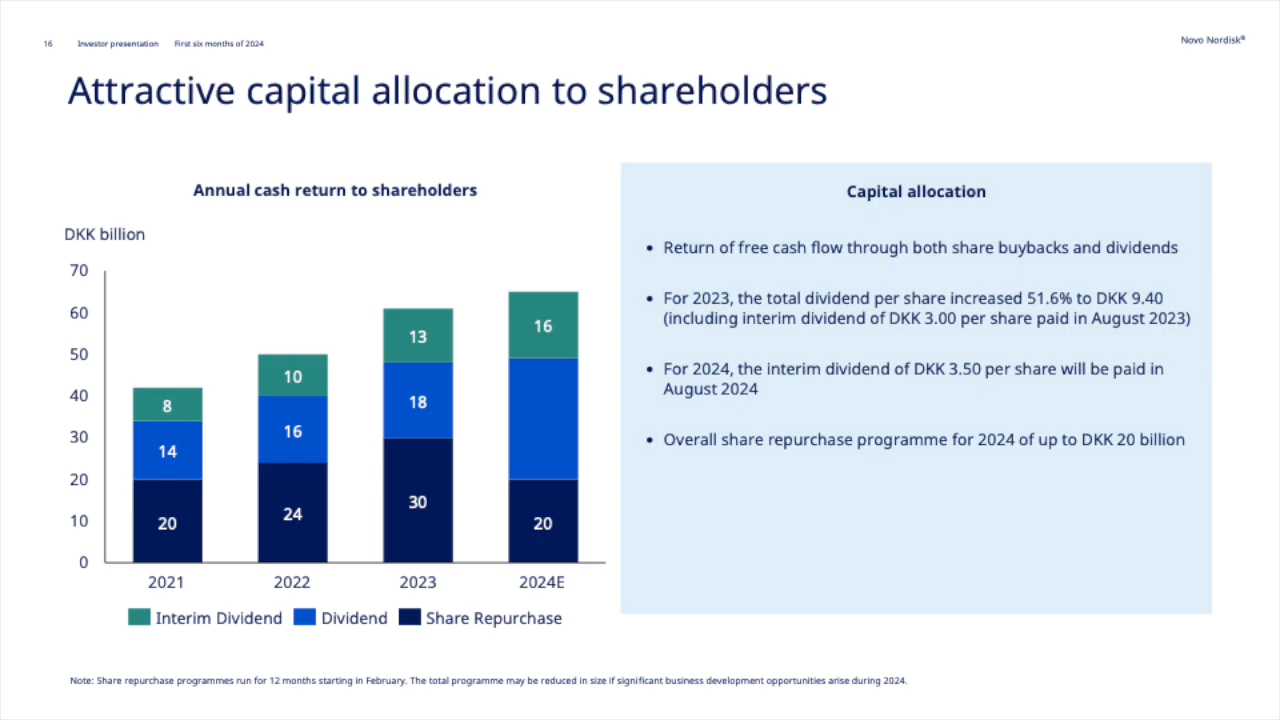 16 Investor presentation First six months of 2024
Novo Nordisk®
Attractive capital allocation to shareholders
Annual cash return to shareholders
DKK billion
70
60
50
40
30
20
10
0
8
14
20
10
16
24
13
18
30
16
20
2021 2022 2023 2024E
Interim Dividend Dividend Share Repurchase
Capital allocation
• Return of free cash flow through both share buybacks and dividends
• For 2023, the total dividend per share increased 51.6% to DKK 9.40
(including interim dividend of DKK 3.00 per share paid in August 2023)
• For 2024, the interim dividend of DKK 3.50 per share will be paid in
August 2024
• Overall share repurchase programme for 2024 of up to DKK 20 billion
Note: Share repurchase programmes run for 12 months starting in February. The total programme may be reduced in size if significant business development opportunities arise during 2024.